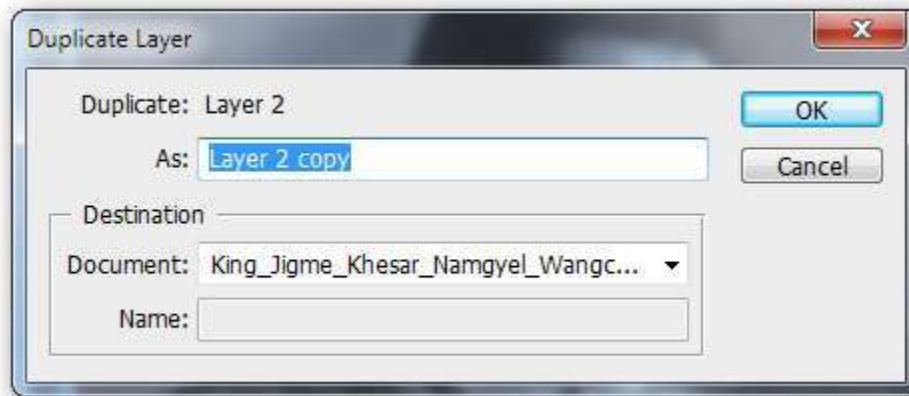 Duplicate Layer
Duplicate: Layer 2
OK
As: Layer 2 copy
Cancel
Destination
Document: King_Jigme_Khesar_Namgyel_Wangc...
Name: